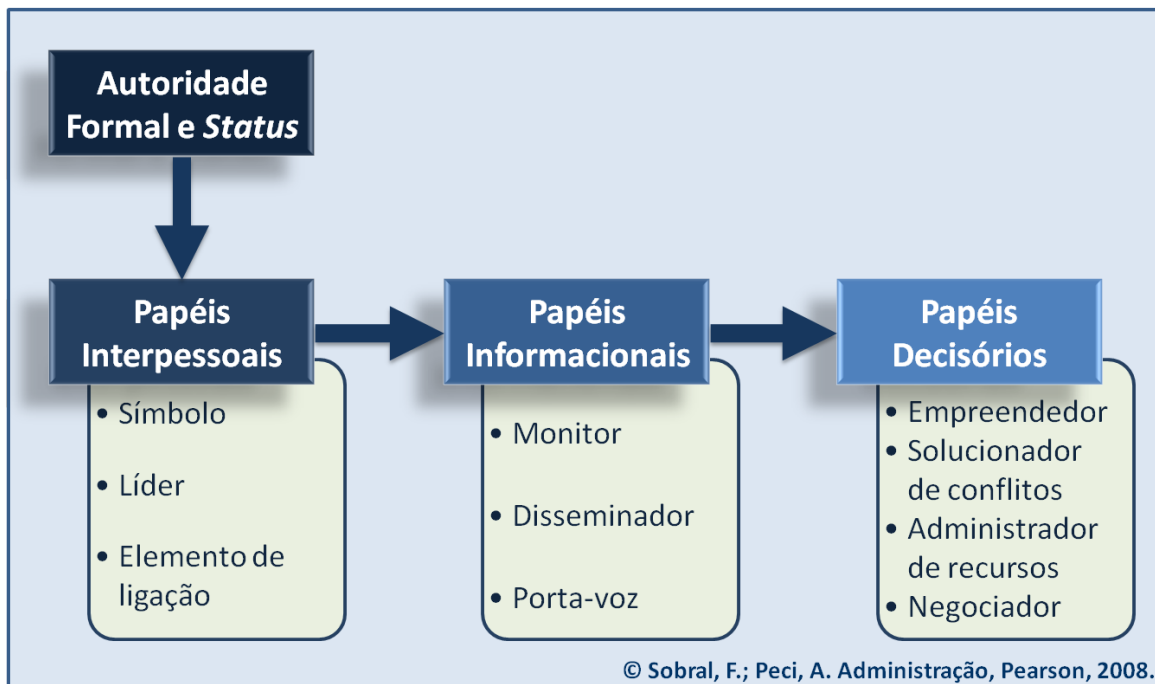 Autoridade
Formal e Status
Papéis
Interpessoais
• Símbolo
• Líder
• Elemento de
ligação
Papéis
Informacionais
• Monitor
• Disseminador
• Porta-voz
Papéis
Decisórios
• Empreendedor
• Solucionador
de conflitos
• Administrador
de recursos
• Negociador
© Sobral, F.; Peci, A. Administração, Pearson, 2008.